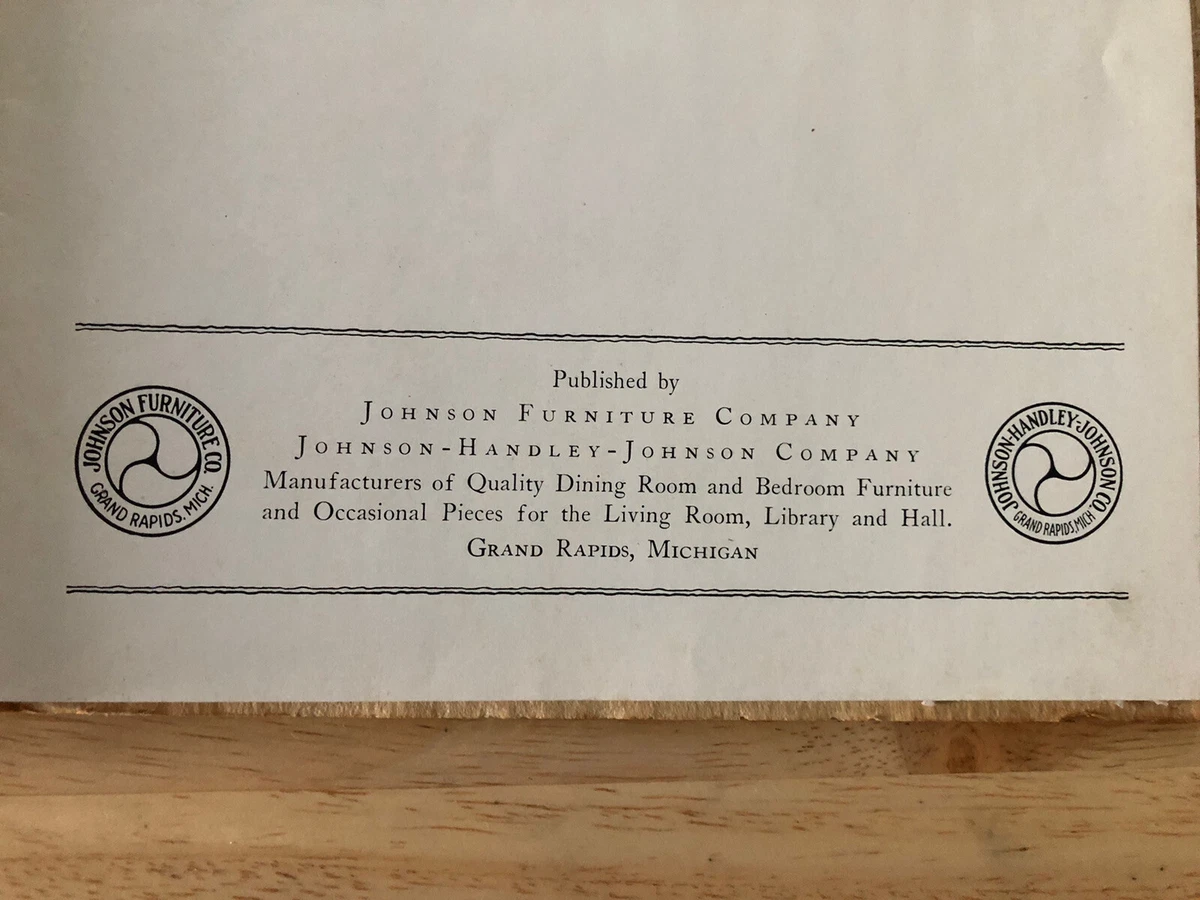 Published by
JOHNSON FURNITURE COMPANY
JOHNSON-HANDLEY-JOHNSON COMPANY
Manufacturers of Quality Dining Room and Bedroom Furniture
and Occasional Pieces for the Living Room, Library and Hall.
GRAND RAPIDS, MICHIGAN
JOHNSON FURNITURE CO.
GRAND RAPIDS. MICH.
JOHNSON-HANDLEY-JOHNSON CO.
GRAND RAPIDS, MICH.